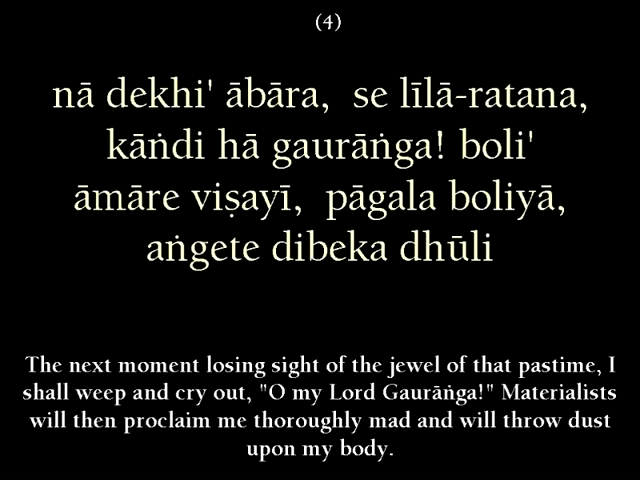 (4)
nā dekhi' ābāra, se līlā-ratana,
kāṅdi hā gaurāṅga! boli'
āmāre viṣayī, pāgala boliyā,
aṅgete dibeka dhūli
The next moment losing sight of the jewel of that pastime, I
shall weep and cry out, "O my Lord Gaurāṅga!" Materialists
will then proclaim me thoroughly mad and will throw dust
upon my body.